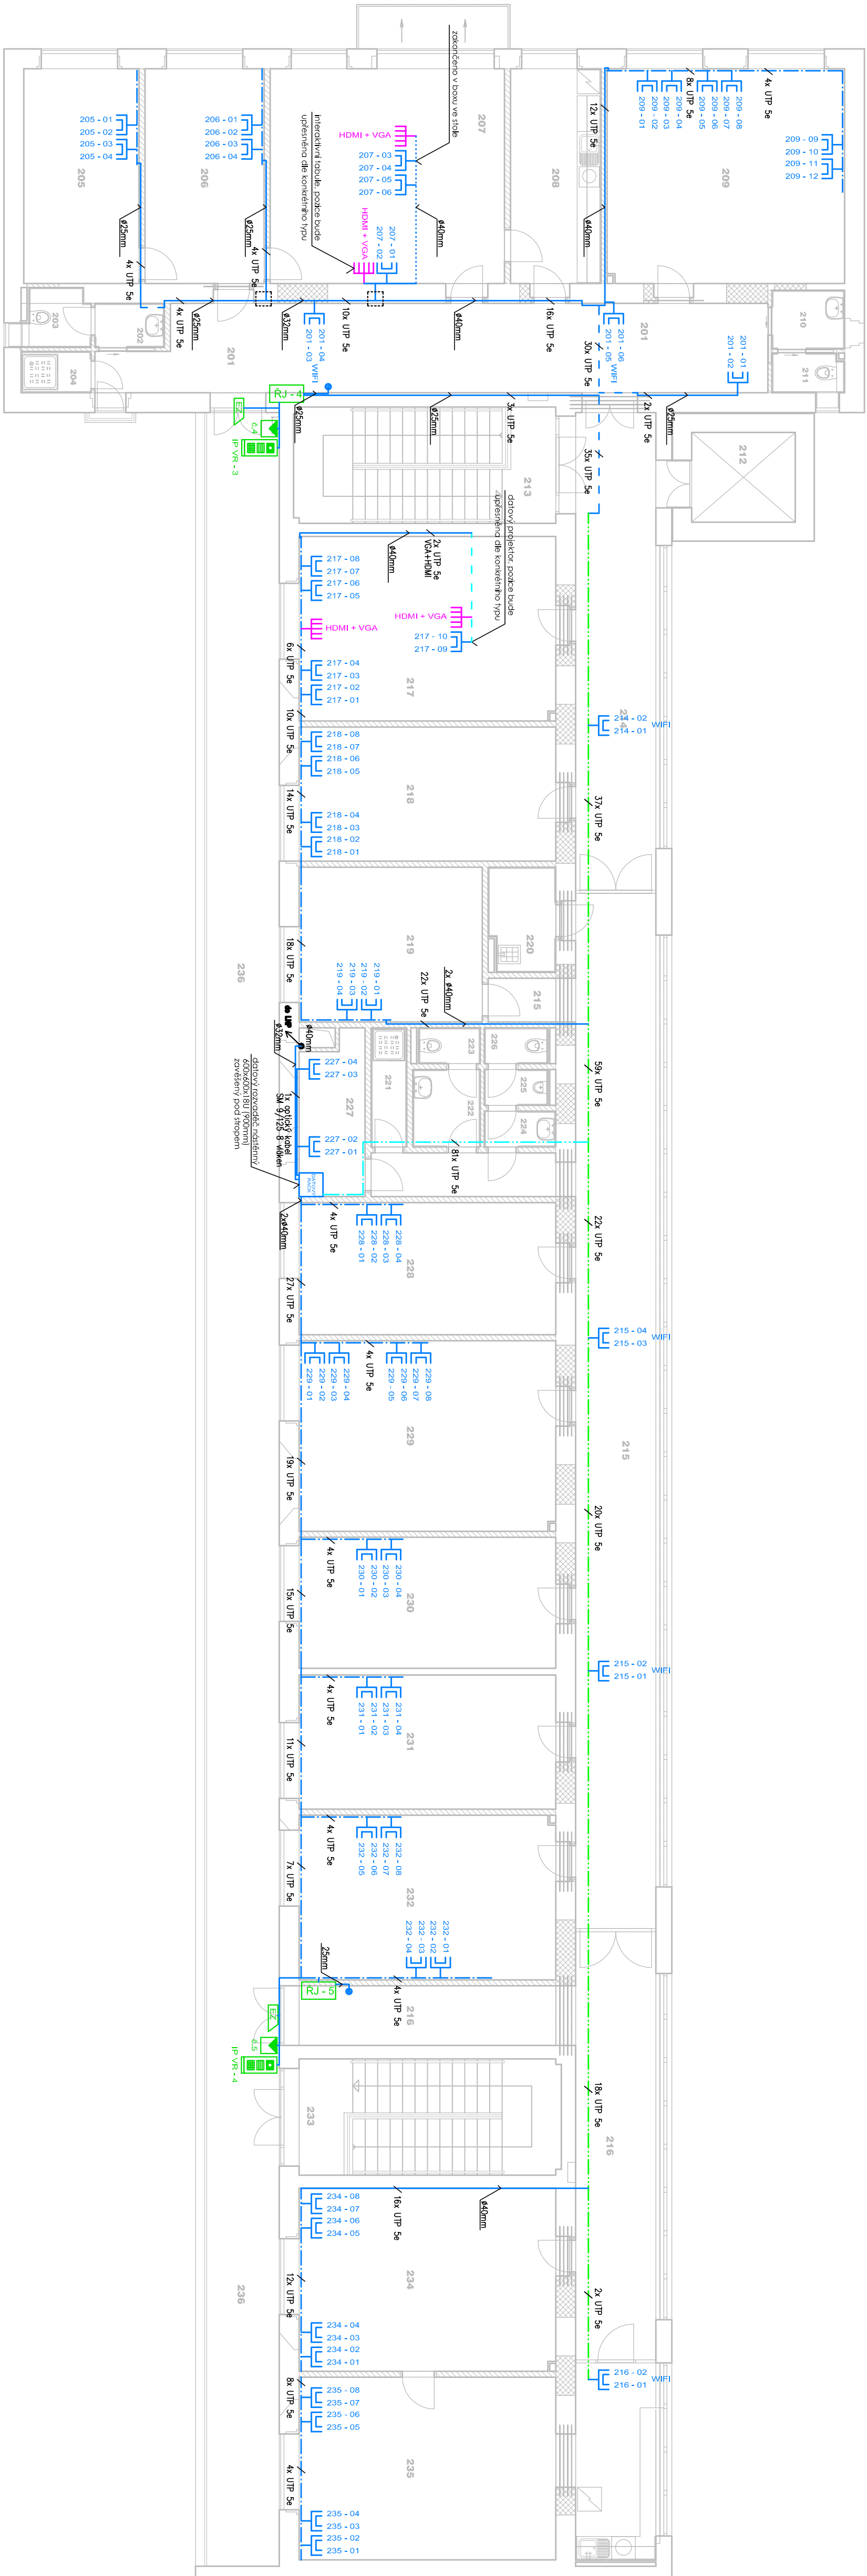 zakončeno v boxu ve stole
interaktivní tabule, pozice bude
upřesněna dle konkrétního typu
HDMI + VGA
207 - 03
207 - 04
207 - 05
207 - 06
207
HDMI + VGA
207 - 01
207 - 02
ø40mm
205 - 01
205 - 02
205 - 03
205 - 04
205
206 - 01
206 - 02
206 - 03
206 - 04
206
ø25mm
4x UTP 5e
ø25mm
4x UTP 5e
208
12x UTP 5e
ø40mm
209 - 08
209 - 07
209 - 06
209 - 05
209 - 04
209 - 03
209 - 02
209 - 01
8x UTP 5e
4x UTP 5e
209 - 09
209 - 10
209 - 11
209 - 12
209
203
202
204
4x UTP 5e
ø25mm
201
ø32mm
201 - 04
201 - 03
WIFI
10x UTP 5e
ø40mm
16x UTP 5e
30x UTP 5e
201 - 06
201 - 05
WIFI
201
201 - 01
201 - 02
210
211
ŘJ - 4
EZ
č.4
IP VR - 3
ø25mm
ø25mm
3x UTP 5e
2x UTP 5e
ø25mm
35x UTP 5e
212
213
datový projektor, pozice bude
upřesněna dle konkrétního typu
2x UTP 5e
VGA+HDMI
ø40mm
217 - 08
217 - 07
217 - 06
217 - 05
HDMI + VGA
HDMI + VGA
217 - 10
217 - 09
6x UTP 5e
217 - 04
217 - 03
217 - 02
217 - 01
217
10x UTP 5e
214
214 - 02
214 - 01
WIFI
218 - 08
218 - 07
218 - 06
218 - 05
218
14x UTP 5e
218 - 04
218 - 03
218 - 02
218 - 01
37x UTP 5e
219
220
215
18x UTP 5e
219 - 01
219 - 02
219 - 03
219 - 04
22x UTP 5e
2x ø40mm
236
ø40mm
ø32mm
datový rozvaděč nástěnný
600x600x18U (900mm)
zavěšený pod stropem
1x optický kabel
SM 9/125 8 vláken
227 - 04
227 - 03
227
227 - 02
227 - 01
DATOVÝ
RACK
221
223
222
226
225
224
59x UTP 5e
81x UTP 5e
2xø40mm
4x UTP 5e
228 - 04
228 - 03
228 - 02
228 - 01
228
22x UTP 5e
27x UTP 5e
215 - 04
215 - 03
WIFI
4x UTP 5e
229 - 08
229 - 07
229 - 06
229 - 05
229 - 04
229 - 03
229 - 02
229 - 01
229
215
19x UTP 5e
20x UTP 5e
4x UTP 5e
230 - 04
230 - 03
230 - 02
230 - 01
230
15x UTP 5e
215 - 02
215 - 01
WIFI
4x UTP 5e
231 - 04
231 - 03
231 - 02
231 - 01
231
11x UTP 5e
4x UTP 5e
232 - 08
232 - 07
232 - 06
232 - 05
232
7x UTP 5e
232 - 01
232 - 02
232 - 03
232 - 04
25mm
ŘJ - 5
4x UTP 5e
216
EZ
č.5
IP VR - 4
233
18x UTP 5e
216
16x UTP 5e
ø40mm
234 - 08
234 - 07
234 - 06
234 - 05
234
236
12x UTP 5e
2x UTP 5e
234 - 04
234 - 03
234 - 02
234 - 01
216 - 02
216 - 01
WIFI
8x UTP 5e
235 - 08
235 - 07
235 - 06
235 - 05
235
4x UTP 5e
235 - 04
235 - 03
235 - 02
235 - 01